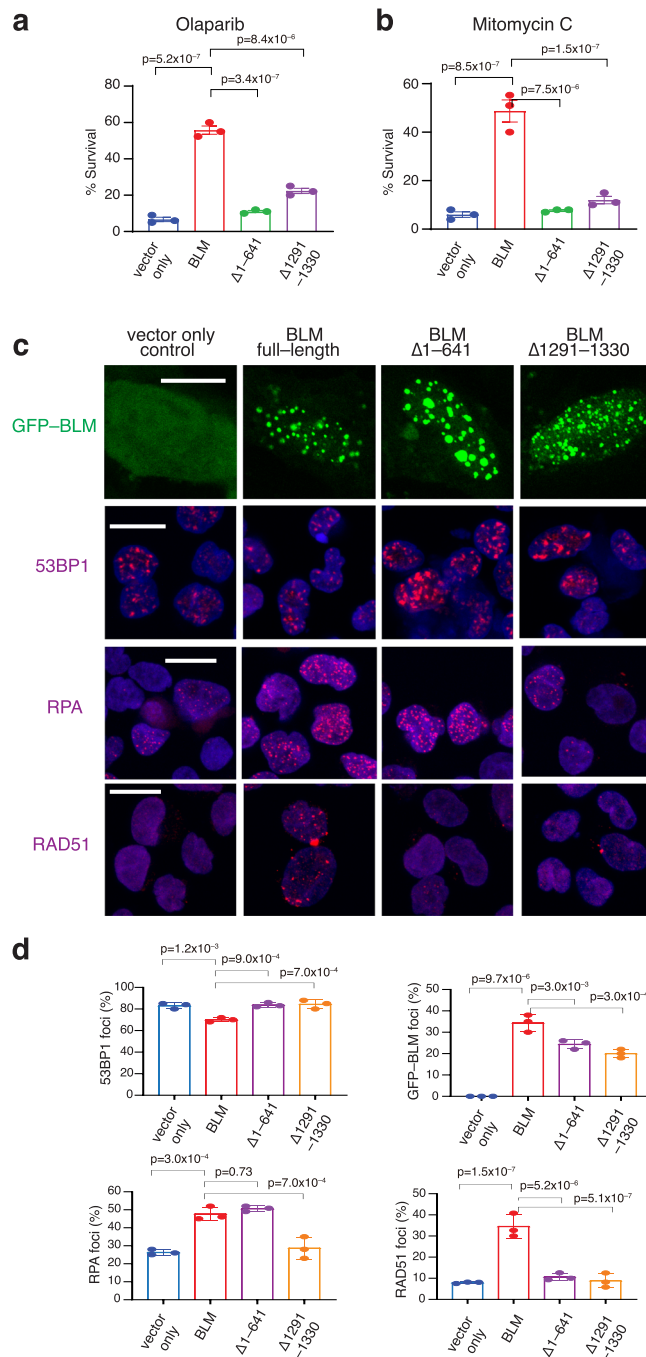 a
Olaparib
p=8.4x10⁻⁶
p=5.2x10⁻⁷
p=3.4x10⁻⁷
% Survival
80
60
40
20
0
vector only
BLM
Δ1–641
Δ1291 –1330
b
Mitomycin C
p=1.5x10⁻⁷
p=8.5x10⁻⁷
p=7.5x10⁻⁶
% Survival
60
40
20
0
vector only
BLM
Δ1–641
Δ1291 –1330
c
vector only control
BLM full–length
BLM Δ1–641
BLM Δ1291–1330
GFP–BLM
53BP1
RPA
RAD51
d
p=1.2x10⁻³
p=9.0x10⁻⁴
p=7.0x10⁻⁴
53BP1 foci (%)
100
80
60
40
20
0
vector only
BLM
Δ1–641
Δ1291 –1330
p=9.7x10⁻⁶
p=3.0x10⁻³
p=3.0x10⁻⁴
GFP–BLM foci (%)
50
40
30
20
10
0
vector only
BLM
Δ1–641
Δ1291 –1330
p=3.0x10⁻⁴
p=0.73
p=7.0x10⁻⁴
RPA foci (%)
60
50
40
30
20
10
0
vector only
BLM
Δ1–641
Δ1291 –1330
p=1.5x10⁻⁷
p=5.2x10⁻⁶
p=5.1x10⁻⁷
RAD51 foci (%)
50
40
30
20
10
0
vector only
BLM
Δ1–641
Δ1291 –1330